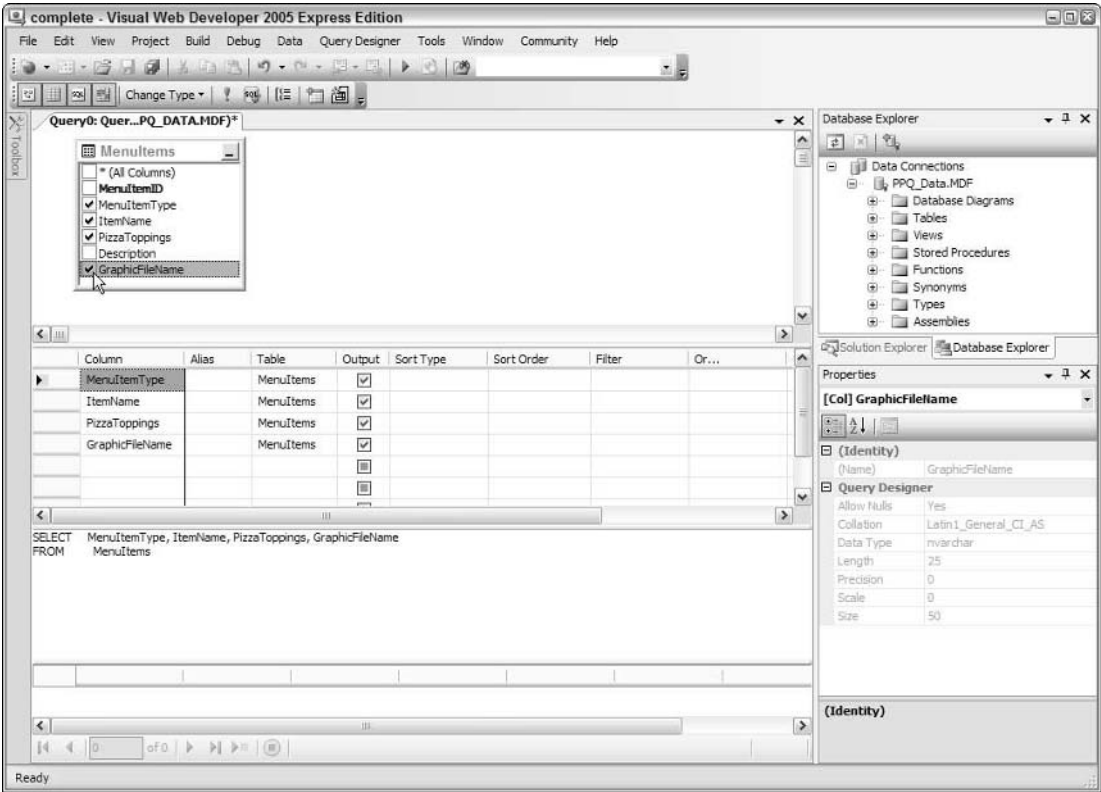 complete - Visual Web Developer 2005 Express Edition
File Edit View Project Build Debug Data Query Designer Tools Window Community Help
Change Type
Toolbox
Query0: Quer...PQ_DATA.MDF)*
MenuItems
* (All Columns)
MenuItemID
MenuItemType
ItemName
PizzaToppings
Description
GraphicFileName
Column Alias Table Output Sort Type Sort Order Filter Or...
MenuItemType MenuItems
ItemName MenuItems
PizzaToppings MenuItems
GraphicFileName MenuItems
SELECT MenuItemType, ItemName, PizzaToppings, GraphicFileName
FROM MenuItems
0 of 0
Ready
Database Explorer
Data Connections
PPQ_Data.MDF
Database Diagrams
Tables
Views
Stored Procedures
Functions
Synonyms
Types
Assemblies
Solution Explorer Database Explorer
Properties
[Col] GraphicFileName
(Identity)
(Name) GraphicFileName
Query Designer
Allow Nulls Yes
Collation Latin1_General_CI_AS
Data Type nvarchar
Length 25
Precision 0
Scale 0
Size 50
(Identity)